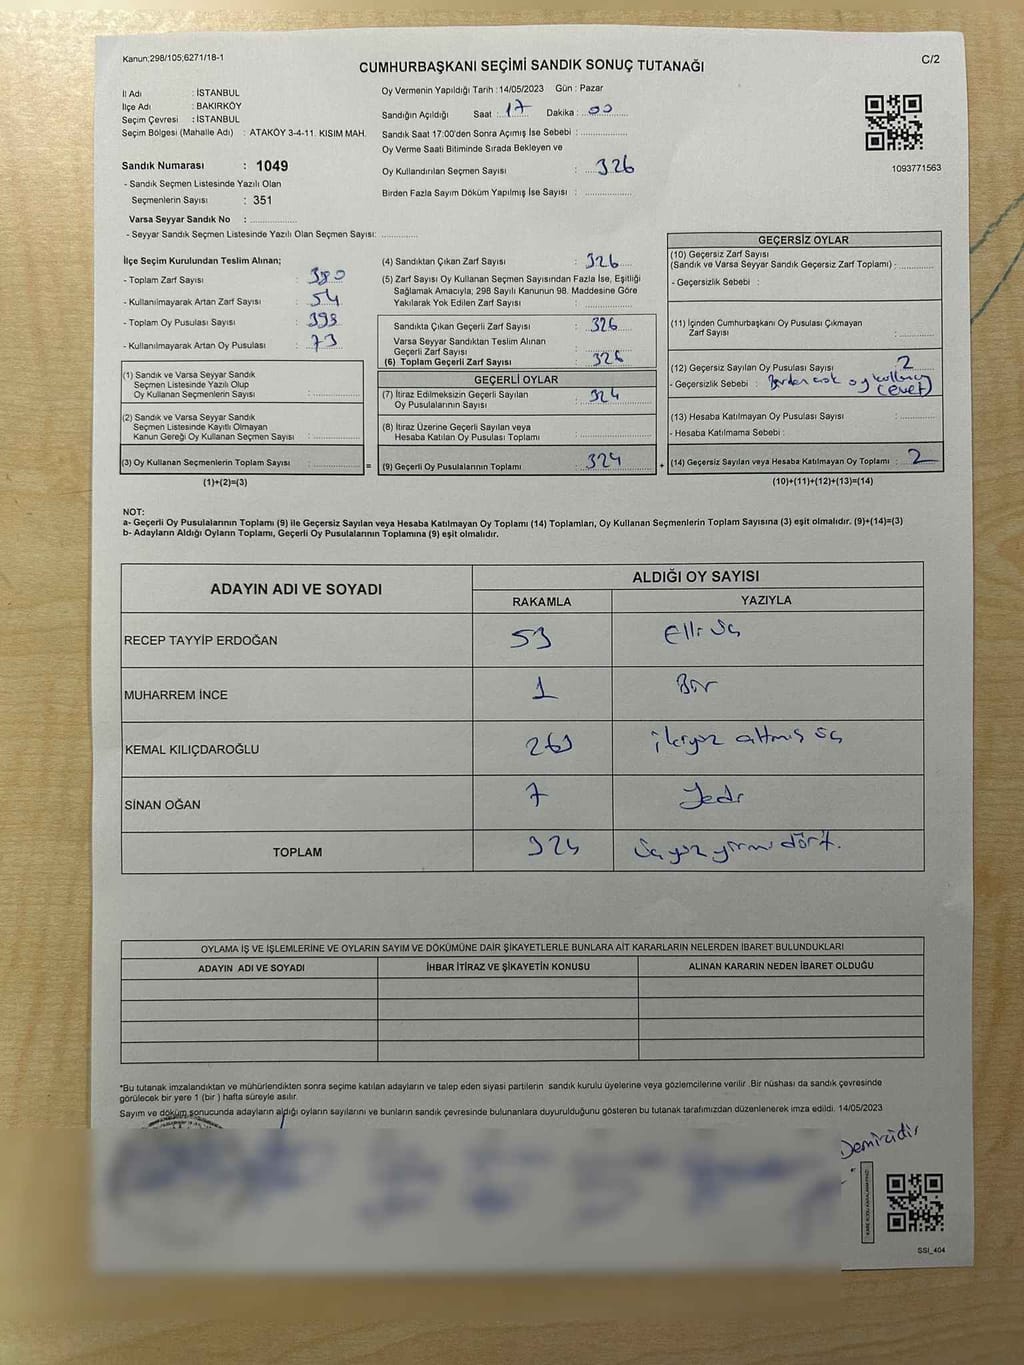 Kanun;298/105;6271/18-1
CUMHURBAŞKANI SEÇİMİ SANDIK SONUÇ TUTANAĞI
C/2
İl Adı : İSTANBUL
İlçe Adı : BAKIRKÖY
Seçim Çevresi : İSTANBUL
Seçim Bölgesi (Mahalle Adı) : ATAKÖY 3-4-11. KISIM MAH.
Sandık Numarası : 1049
- Sandık Seçmen Listesinde Yazılı Olan
Seçmenlerin Sayısı : 351
Varsa Seyyar Sandık No : ..............
- Seyyar Sandık Seçmen Listesinde Yazılı Olan Seçmen Sayısı: ............
Oy Vermenin Yapıldığı Tarih :14/05/2023 Gün : Pazar
Sandığın Açıldığı Saat : 17 Dakika : 00
Sandık Saat 17:00'den Sonra Açımış İse Sebebi : ..............
Oy Verme Saati Bitiminde Sırada Bekleyen ve
Oy Kullandırılan Seçmen Sayısı : 326
Birden Fazla Sayım Döküm Yapılmış İse Sayısı : ..............
1093771563
İlçe Seçim Kurulundan Teslim Alınan;
- Toplam Zarf Sayısı : 380
- Kullanılmayarak Artan Zarf Sayısı : 54
- Toplam Oy Pusulası Sayısı : 399
- Kullanılmayarak Artan Oy Pusulası : 73
(1) Sandık ve Varsa Seyyar Sandık
Seçmen Listesinde Yazılı Olup
Oy Kullanan Seçmenlerin Sayısı : ..............
(2) Sandık ve Varsa Seyyar Sandık
Seçmen Listesinde Kayıtlı Olmayan
Kanun Gereği Oy Kullanan Seçmen Sayısı : ..............
(3) Oy Kullanan Seçmenlerin Toplam Sayısı : ..............
(1)+(2)=(3)
(4) Sandıktan Çıkan Zarf Sayısı : 326
(5) Zarf Sayısı Oy Kullanan Seçmen Sayısından Fazla İse, Eşitliği
Sağlamak Amacıyla; 298 Sayılı Kanunun 98. Maddesine Göre
Yakılarak Yok Edilen Zarf Sayısı : ..............
Sandıkta Çıkan Geçerli Zarf Sayısı : 326
Varsa Seyyar Sandıktan Teslim Alınan
Geçerli Zarf Sayısı : ..............
(6) Toplam Geçerli Zarf Sayısı : 326
GEÇERLİ OYLAR
(7) İtiraz Edilmeksizin Geçerli Sayılan
Oy Pusulalarının Sayısı : 324
(8) İtiraz Üzerine Geçerli Sayılan veya
Hesaba Katılan Oy Pusulası Toplamı : ..............
= (9) Geçerli Oy Pusulalarının Toplamı : 324 +
GEÇERSİZ OYLAR
(10) Geçersiz Zarf Sayısı
(Sandık ve Varsa Seyyar Sandık Geçersiz Zarf Toplamı) : ..........
- Geçersizlik Sebebi :
(11) İçinden Cumhurbaşkanı Oy Pusulası Çıkmayan
Zarf Sayısı : ..........
(12) Geçersiz Sayılan Oy Pusulası Sayısı : 2
- Geçersizlik Sebebi : Birden çok oy kullanma
(evet)
(13) Hesaba Katılmayan Oy Pusulası Sayısı : ..........
- Hesaba Katılmama Sebebi :
(14) Geçersiz Sayılan veya Hesaba Katılmayan Oy Toplamı : 2
(10)+(11)+(12)+(13)=(14)
NOT:
a- Geçerli Oy Pusulalarının Toplamı (9) ile Geçersiz Sayılan veya Hesaba Katılmayan Oy Toplamı (14) Toplamları, Oy Kullanan Seçmenlerin Toplam Sayısına (3) eşit olmalıdır. (9)+(14)=(3)
b- Adayların Aldığı Oyların Toplamı, Geçerli Oy Pusulalarının Toplamına (9) eşit olmalıdır.
ADAYIN ADI VE SOYADI
ALDIĞI OY SAYISI
RAKAMLA YAZIYLA
RECEP TAYYİP ERDOĞAN 53 Elli üç
MUHARREM İNCE 1 Bir
KEMAL KILIÇDAROĞLU 263 ikiyüz altmış üç
SİNAN OĞAN 7 Yedi
TOPLAM 324 üçyüz yirmi dört.
OYLAMA İŞ VE İŞLEMLERİNE VE OYLARIN SAYIM VE DÖKÜMÜNE DAİR ŞİKAYETLERLE BUNLARA AİT KARARLARIN NELERDEN İBARET BULUNDUKLARI
ADAYIN ADI VE SOYADI İHBAR İTİRAZ VE ŞİKAYETİN KONUSU ALINAN KARARIN NEDEN İBARET OLDUĞU
*Bu tutanak imzalandıktan ve mühürlendikten sonra seçime katılan adayların ve talep eden siyasi partilerin sandık kurulu üyelerine veya gözlemcilerine verilir .Bir nüshası da sandık çevresinde
görülecek bir yere 1 (bir ) hafta süreyle asılır.
Sayım ve döküm sonucunda adayların aldığı oyların sayılarını ve bunların sandık çevresinde bulunanlara duyurulduğunu gösteren bu tutanak tarafımızdan düzenlenerek imza edildi. 14/05/2023
SSI_404